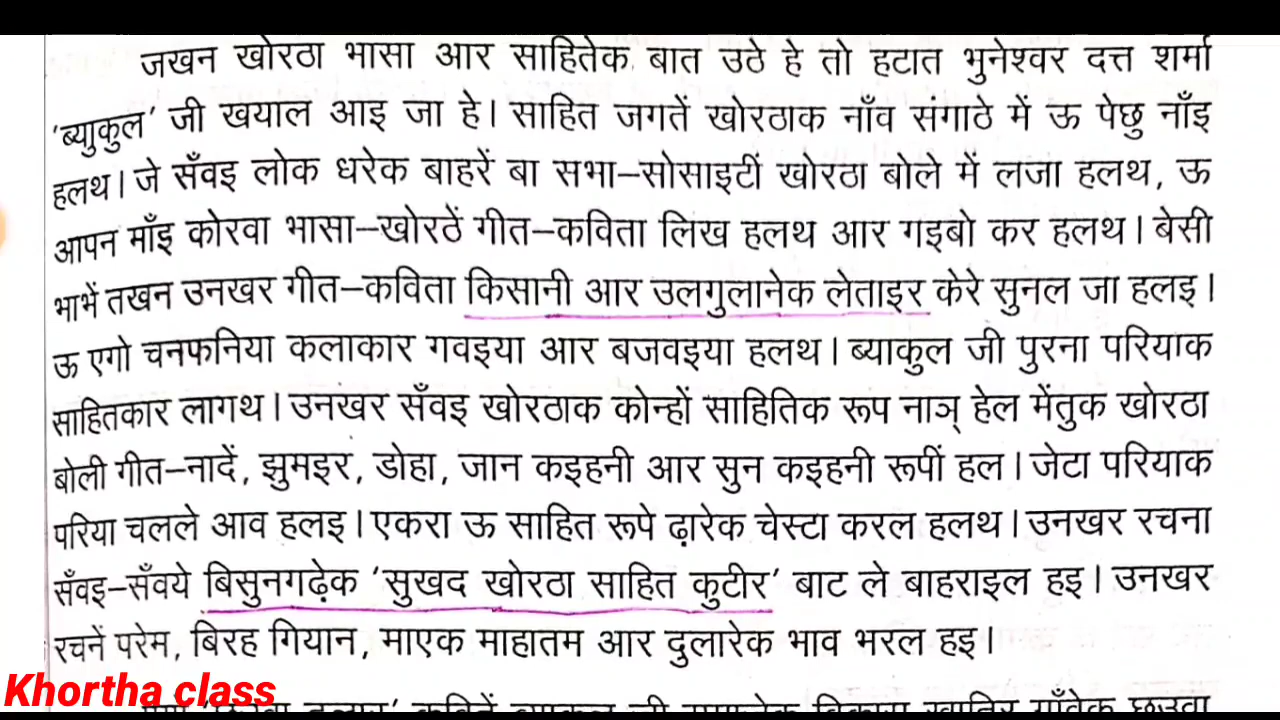 जखन खोरठा भासा आर साहितेक बात उठे हे तो हटात भुनेश्वर दत्त शर्मा
'ब्याुकुल' जी खयाल आइ जा हे। साहित जगतें खोरठाक नाँव संगाठे में ऊ पेछु नाँइ
हलथ। जे सँवइ लोक धरेक बाहरें बा सभा–सोसाइटीं खोरठा बोले में लजा हलथ, ऊ
आपन माँइ कोरवा भासा–खोरठें गीत–कविता लिख हलथ आर गइबो कर हलथ। बेसी
भाभें तखन उनखर गीत–कविता किसानी आर उलगुलानेक लेताइर केरे सुनल जा हलइ।
ऊ एगो चनफनिया कलाकार गवइया आर बजवइया हलथ। ब्याकुल जी पुरना परियाक
साहितकार लागथ। उनखर सँवइ खोरठाक कोन्हों साहितिक रूप नाञ् हेल मेंतुक खोरठा
बोली गीत–नादें, झुमइर, डोहा, जान कइहनी आर सुन कइहनी रूपीं हल। जेटा परियाक
परिया चलले आव हलइ। एकरा ऊ साहित रूपे ढ़ारेक चेस्टा करल हलथ। उनखर रचना
सँवइ–सँवये बिसुनगढ़ेक 'सुखद खोरठा साहित कुटीर' बाट ले बाहराइल हइ। उनखर
रचनें परेम, बिरह गियान, माएक माहातम आर दुलारेक भाव भरल हइ।
Khortha class